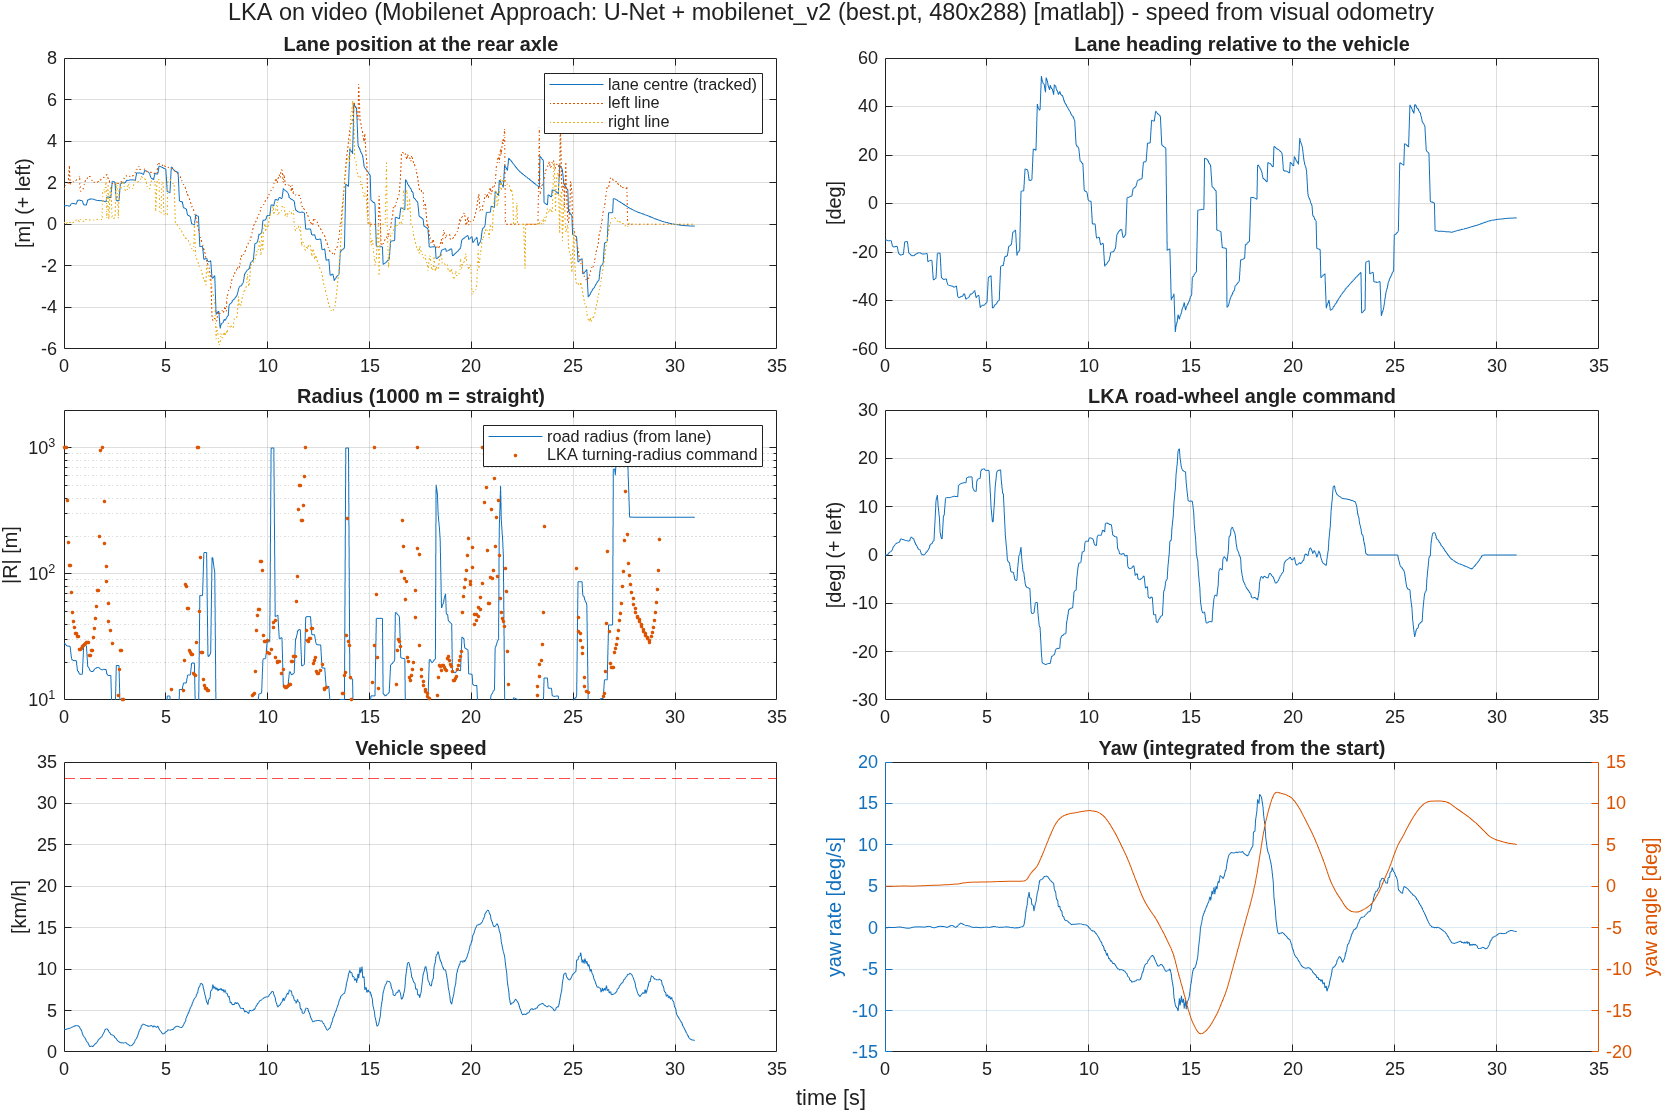 LKA on video (Mobilenet Approach: U-Net + mobilenet_v2 (best.pt, 480x288) [matlab]) - speed from visual odometry
Lane position at the rear axle
[m] (+ left)
8
6
4
2
0
-2
-4
-6
0 5 10 15 20 25 30 35
lane centre (tracked)
left line
right line
Lane heading relative to the vehicle
[deg]
60
40
20
0
-20
-40
-60
0 5 10 15 20 25 30 35
Radius (1000 m = straight)
|R| [m]
10³
10²
10¹
0 5 10 15 20 25 30 35
road radius (from lane)
LKA turning-radius command
LKA road-wheel angle command
[deg] (+ left)
30
20
10
0
-10
-20
-30
0 5 10 15 20 25 30 35
Vehicle speed
[km/h]
35
30
25
20
15
10
5
0
0 5 10 15 20 25 30 35
Yaw (integrated from the start)
yaw rate [deg/s]
20
15
10
5
0
-5
-10
-15
0 5 10 15 20 25 30 35
15
10
5
0
-5
-10
-15
-20
yaw angle [deg]
time [s]